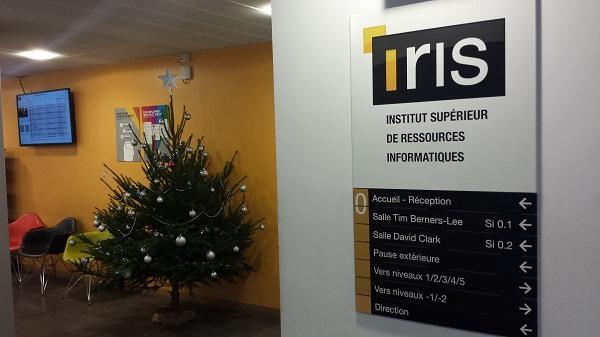 iris
INSTITUT SUPÉRIEUR
DE RESSOURCES
INFORMATIQUES
0
Accueil - Réception ←
Salle Tim Berners-Lee Si 0.1 ←
Salle David Clark Si 0.2 ←
Pause extérieure ←
Vers niveaux 1/2/3/4/5 ←
Vers niveaux -1/-2 ←
Direction ←